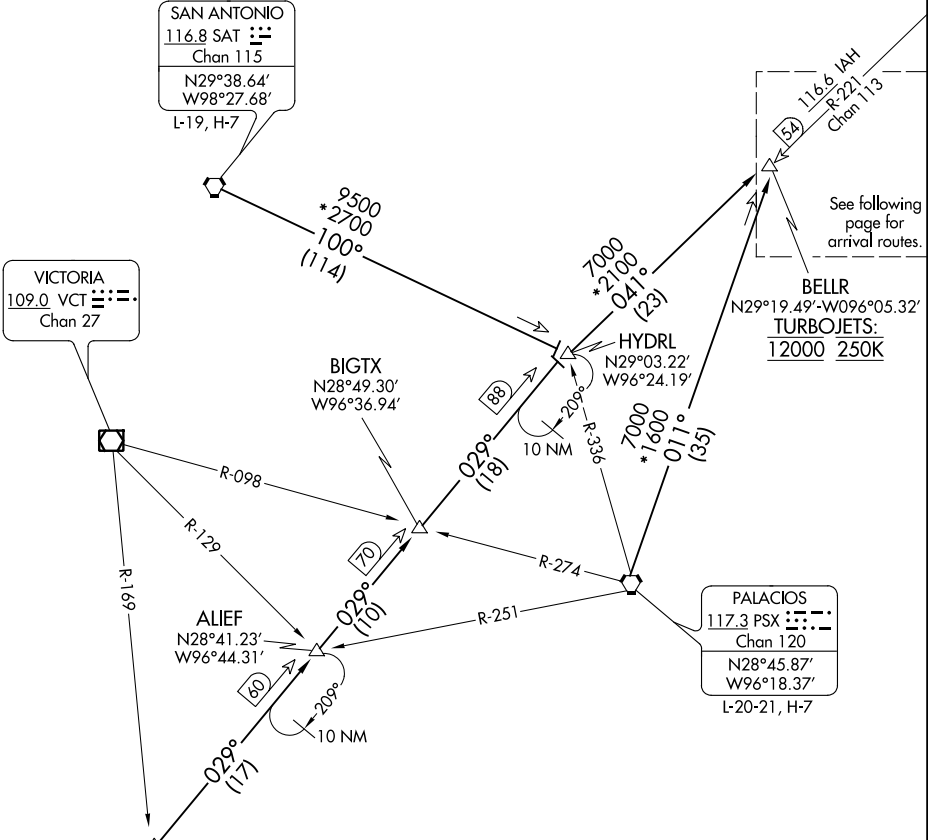 SAN ANTONIO
116.8 SAT
Chan 115
N29°38.64’
W98°27.68’
L-19, H-7
116.6 IAH
R-221
Chan 113
54
See following
page for
arrival routes.
9500
*2700
100°
(114)
7000
*2100
041°
(23)
BELLR
N29°19.49’-W096°05.32’
TURBOJETS:
12000 250K
VICTORIA
109.0 VCT
Chan 27
HYDRL
N29°03.22’
W96°24.19’
BIGTX
N28°49.30’
W96°36.94’
88
209°
10 NM
R-336
7000
*1600
011°
(35)
029°
(18)
R-098
R-129
R-169
70
R-274
R-251
029°
(10)
ALIEF
N28°41.23’
W96°44.31’
60
209°
10 NM
PALACIOS
117.3 PSX
Chan 120
N28°45.87’
W96°18.37’
L-20-21, H-7
029°
(17)